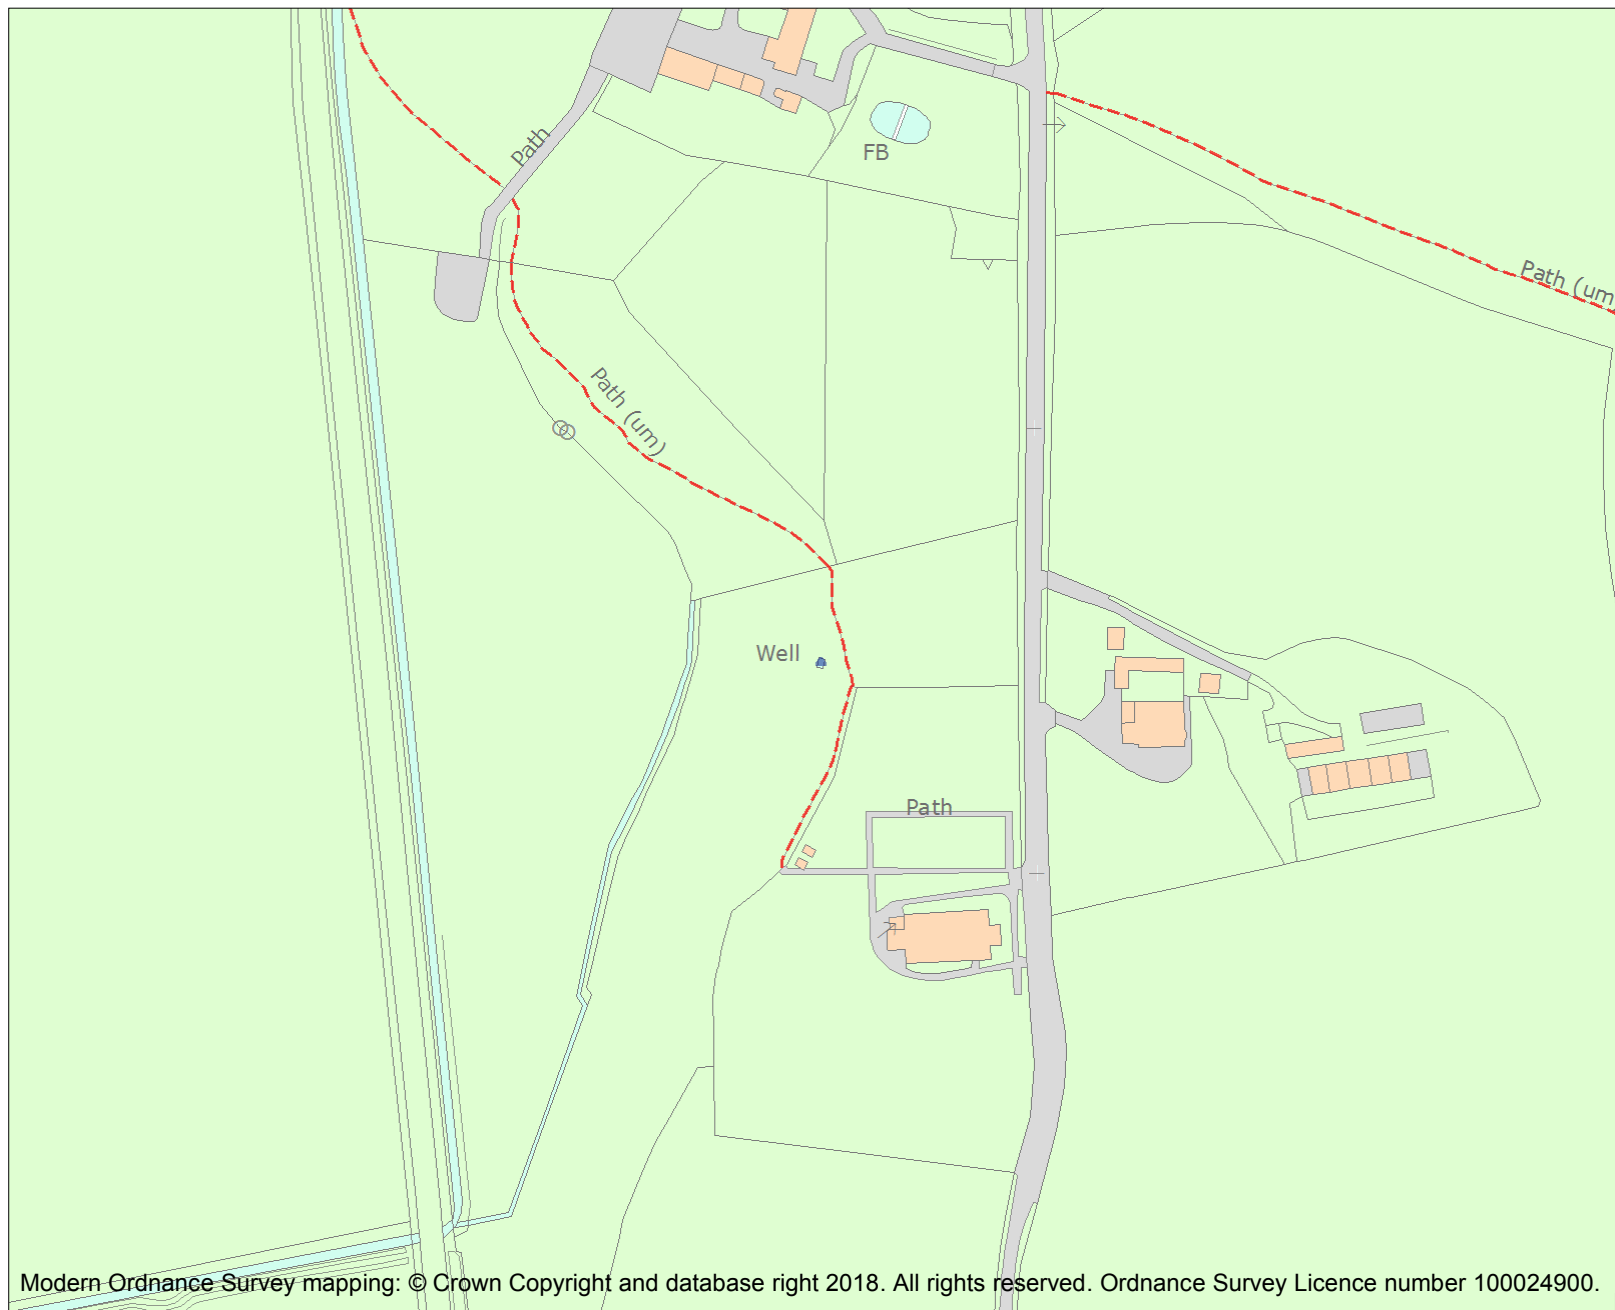 Path
FB
Path (um
Path (um)
Well
Path
Modern Ordnance Survey mapping: © Crown Copyright and database right 2018. All rights reserved. Ordnance Survey Licence number 100024900.